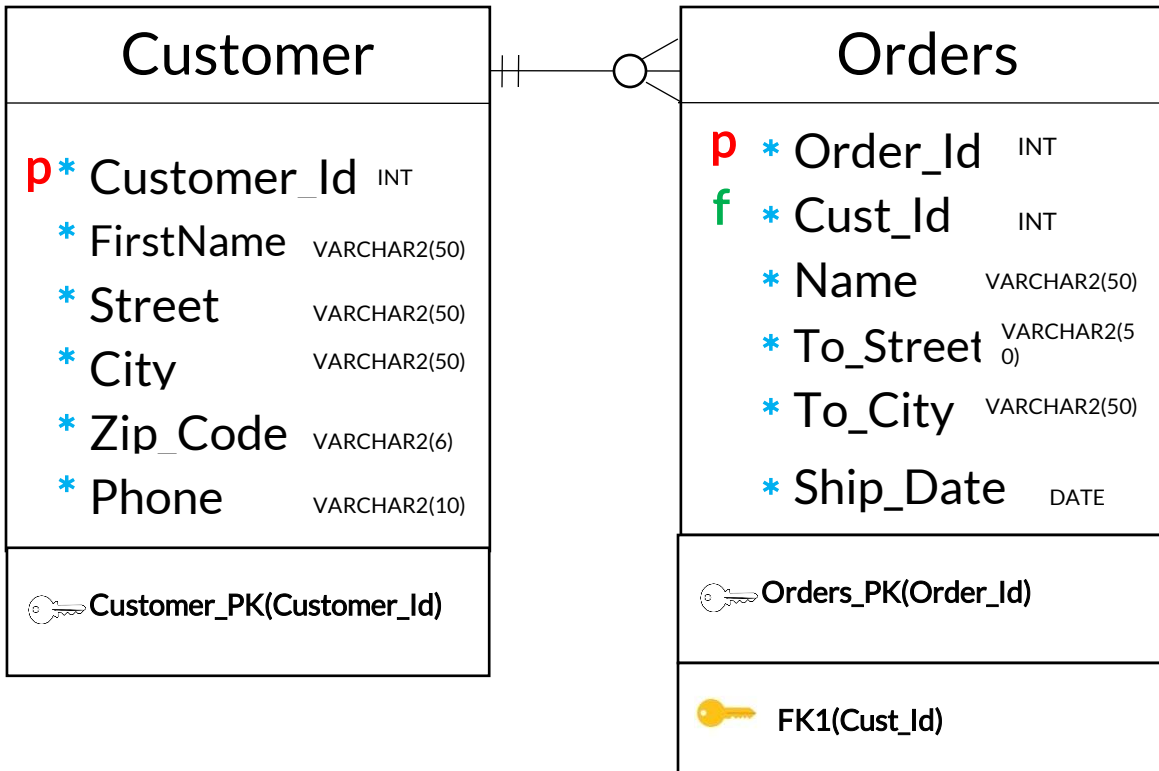 Customer
p* Customer_Id INT
* FirstName VARCHAR2(50)
* Street VARCHAR2(50)
* City VARCHAR2(50)
* Zip_Code VARCHAR2(6)
* Phone VARCHAR2(10)
Customer_PK(Customer_Id)
Orders
p * Order_Id INT
f * Cust_Id INT
* Name VARCHAR2(50)
* To_Street VARCHAR2(5
0)
* To_City VARCHAR2(50)
* Ship_Date DATE
Orders_PK(Order_Id)
FK1(Cust_Id)